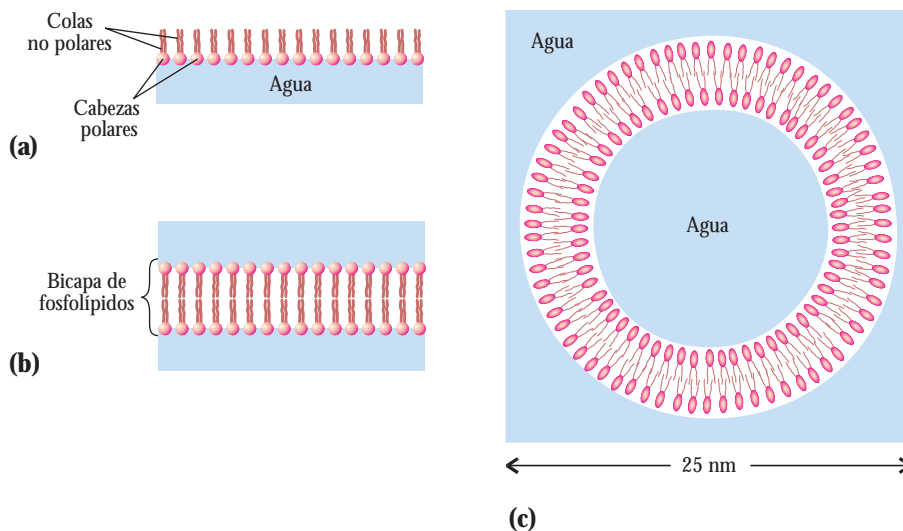 Colas
no polares
Agua
Cabezas
polares
(a)
Bicapa de
fosfolípidos
(b)
Agua
Agua
25 nm
(c)